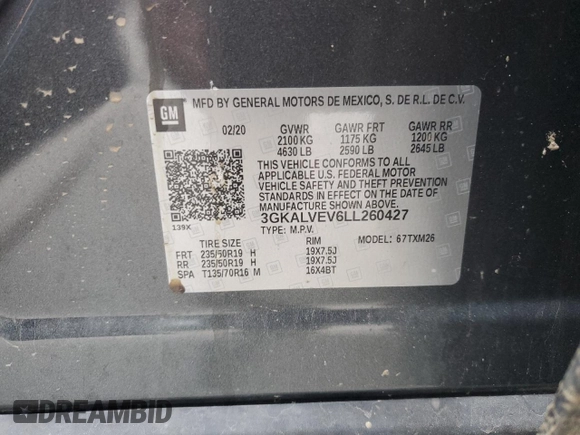 GM
MFD BY GENERAL MOTORS DE MEXICO, S. DE R.L. DE C.V.
02/20 GVWR GAWR FRT GAWR RR
2100 KG 1175 KG 1200 KG
4630 LB 2590 LB 2645 LB
THIS VEHICLE CONFORMS TO ALL
APPLICABLE U.S. FEDERAL MOTOR
VEHICLE SAFETY AND THEFT PREVENTION
STANDARDS IN EFFECT ON THE DATE OF
MANUFACTURE SHOWN ABOVE.
3GKALVEV6LL260427
139X TYPE: M.P.V.
MODEL: 67TXM26
TIRE SIZE RIM
FRT 235/50R19 H 19X7.5J
RR 235/50R19 H 19X7.5J
SPA T135/70R16 M 16X4BT
DREAMBID